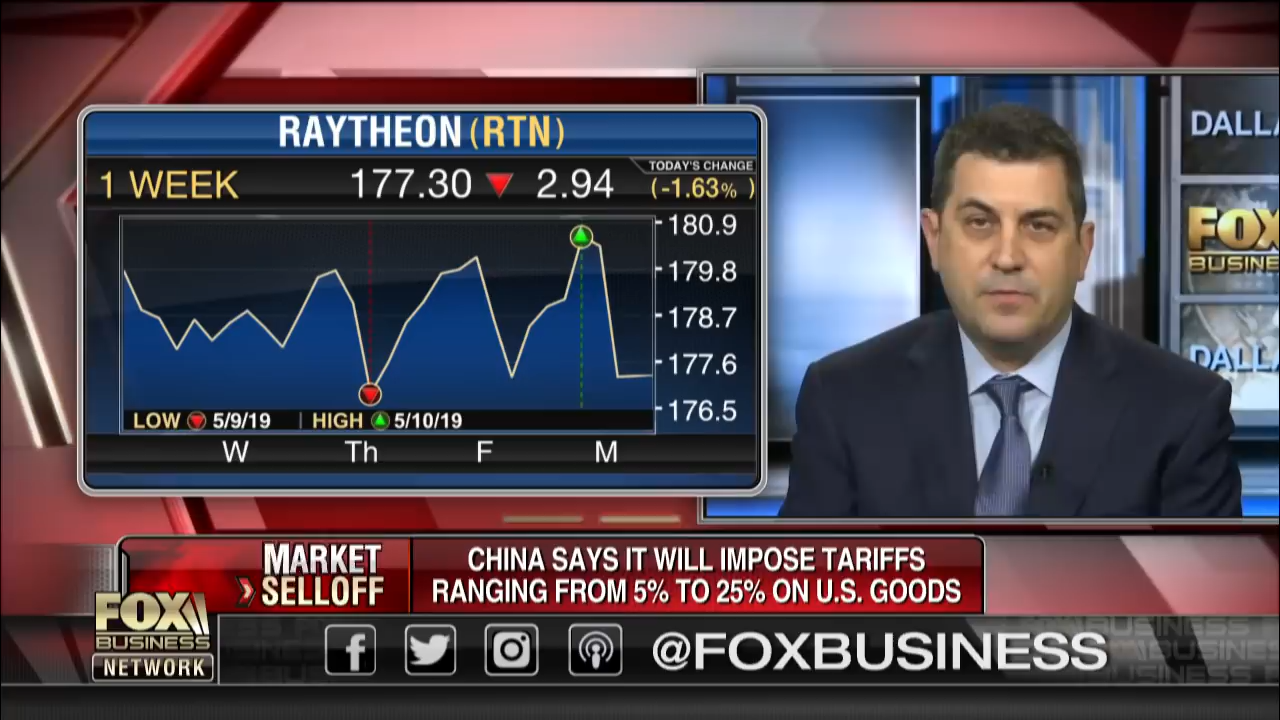 RAYTHEON (RTN)
1 WEEK 177.30 2.94 TODAY'S CHANGE (-1.63%)
180.9
179.8
178.7
177.6
176.5
LOW 5/9/19 | HIGH 5/10/19
W Th F M
DALLA
FOX
BUSINESS
DALLA
MARKET
SELLOFF
CHINA SAYS IT WILL IMPOSE TARIFFS
RANGING FROM 5% TO 25% ON U.S. GOODS
FOX
BUSINESS
NETWORK
@FOXBUSINESS